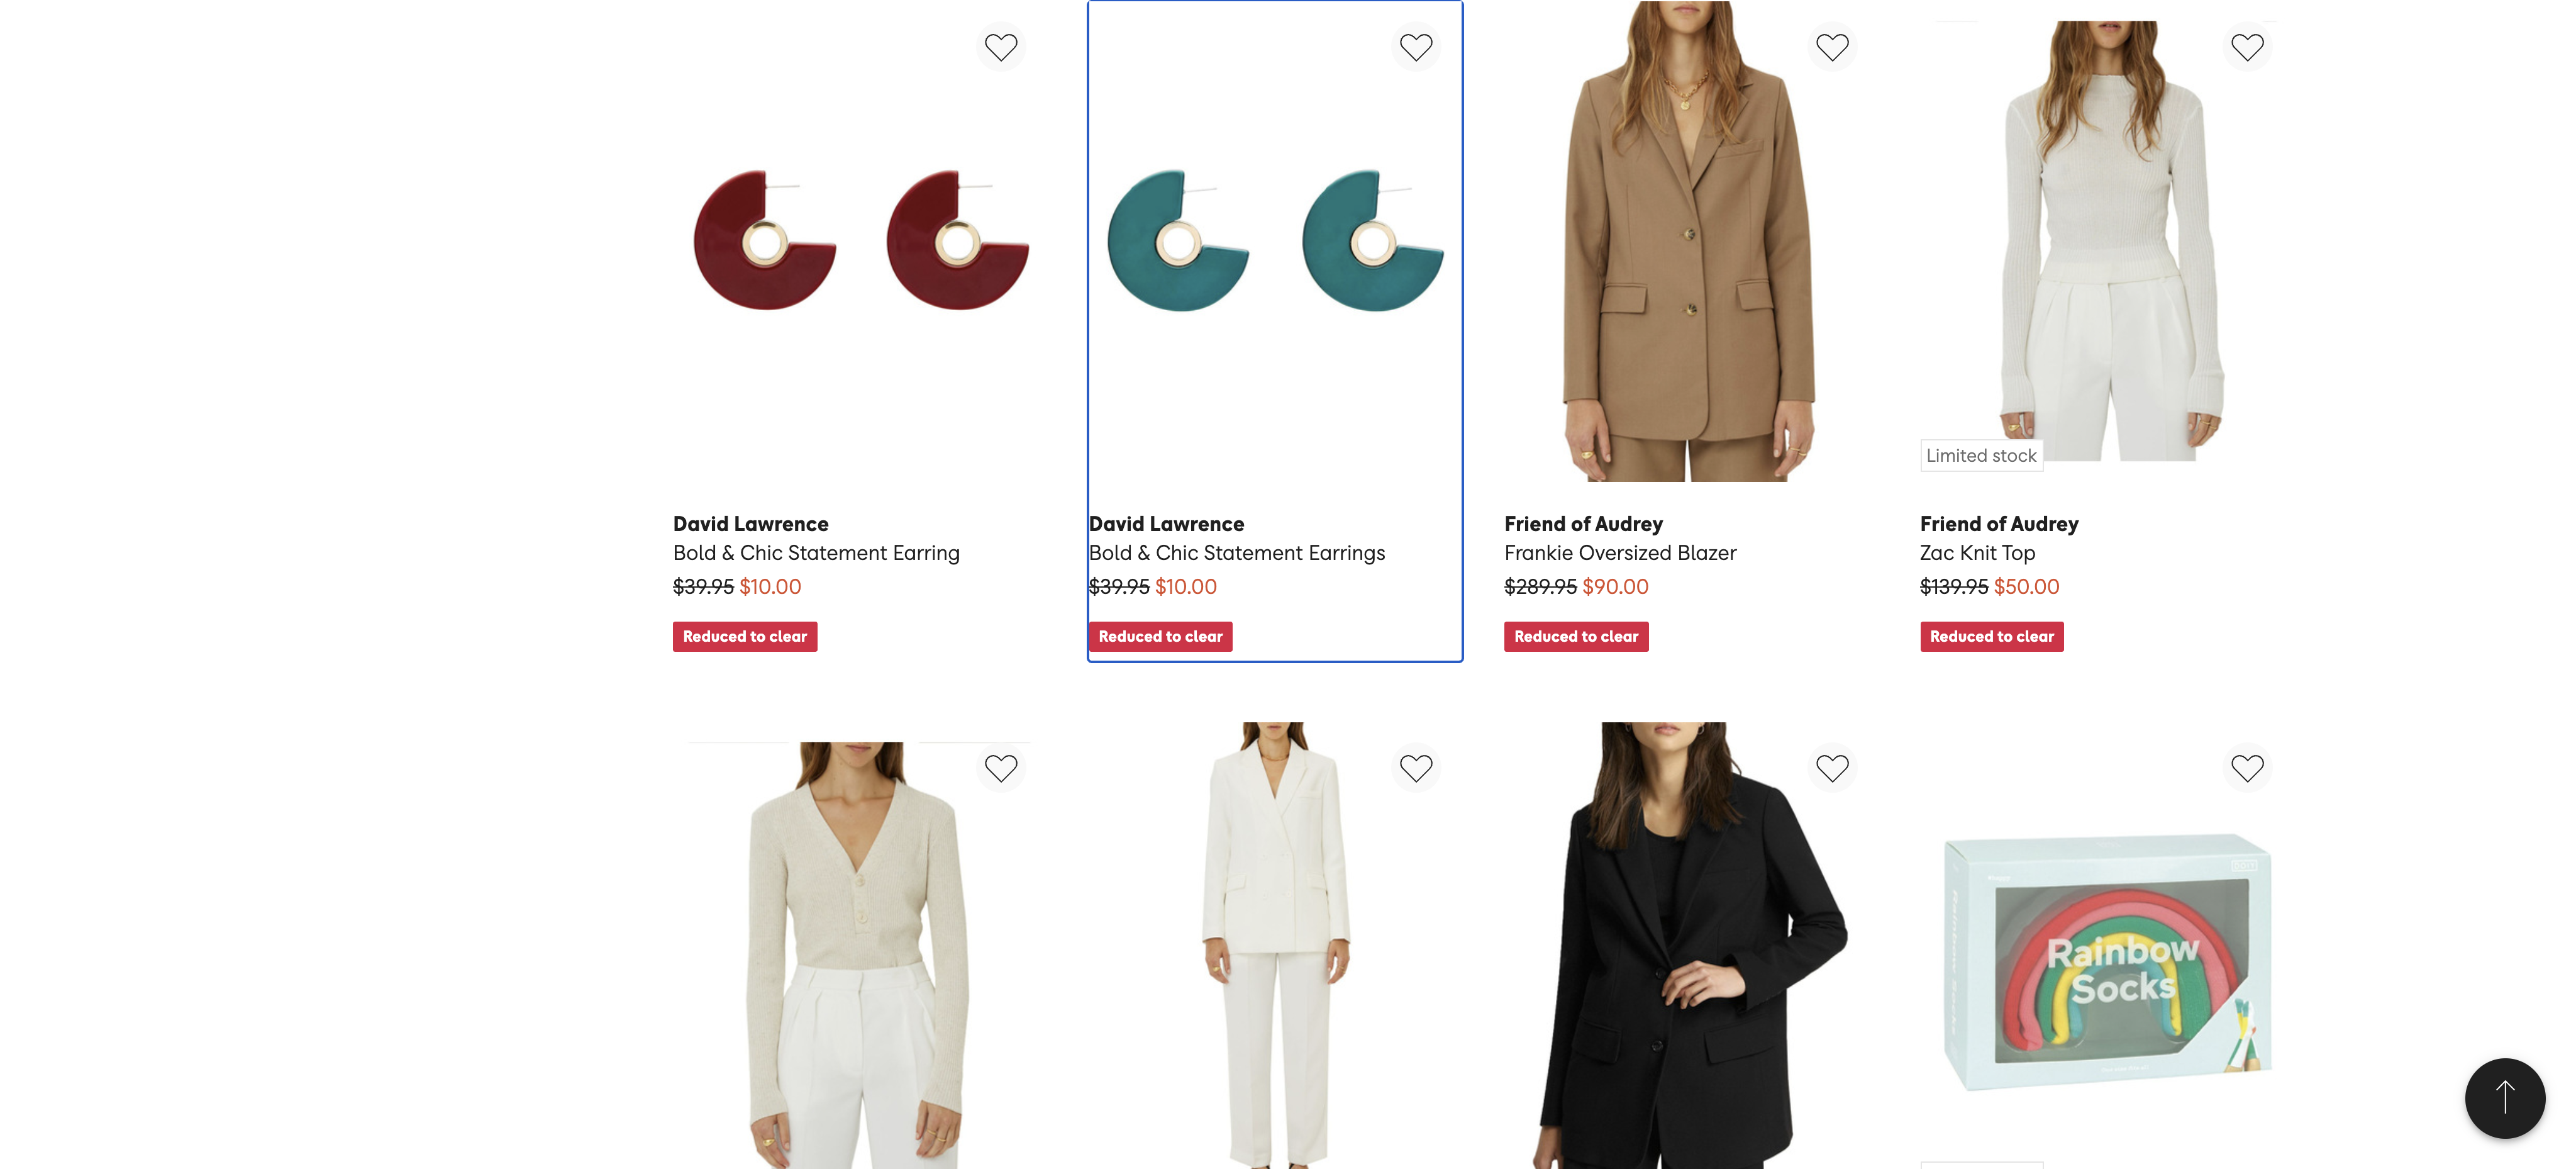 Limited stock
David Lawrence
Bold & Chic Statement Earring
$39.95 $10.00
Reduced to clear
David Lawrence
Bold & Chic Statement Earrings
$39.95 $10.00
Reduced to clear
Friend of Audrey
Frankie Oversized Blazer
$289.95 $90.00
Reduced to clear
Friend of Audrey
Zac Knit Top
$139.95 $50.00
Reduced to clear
Rainbow
Socks